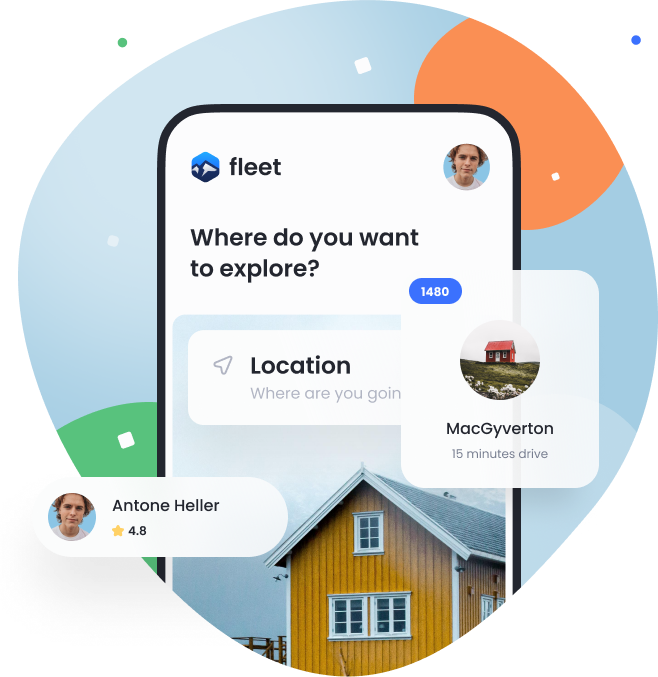 fleet
Where do you want
to explore?
1480
Location
Where are you goin
MacGyverton
15 minutes drive
Antone Heller
4.8